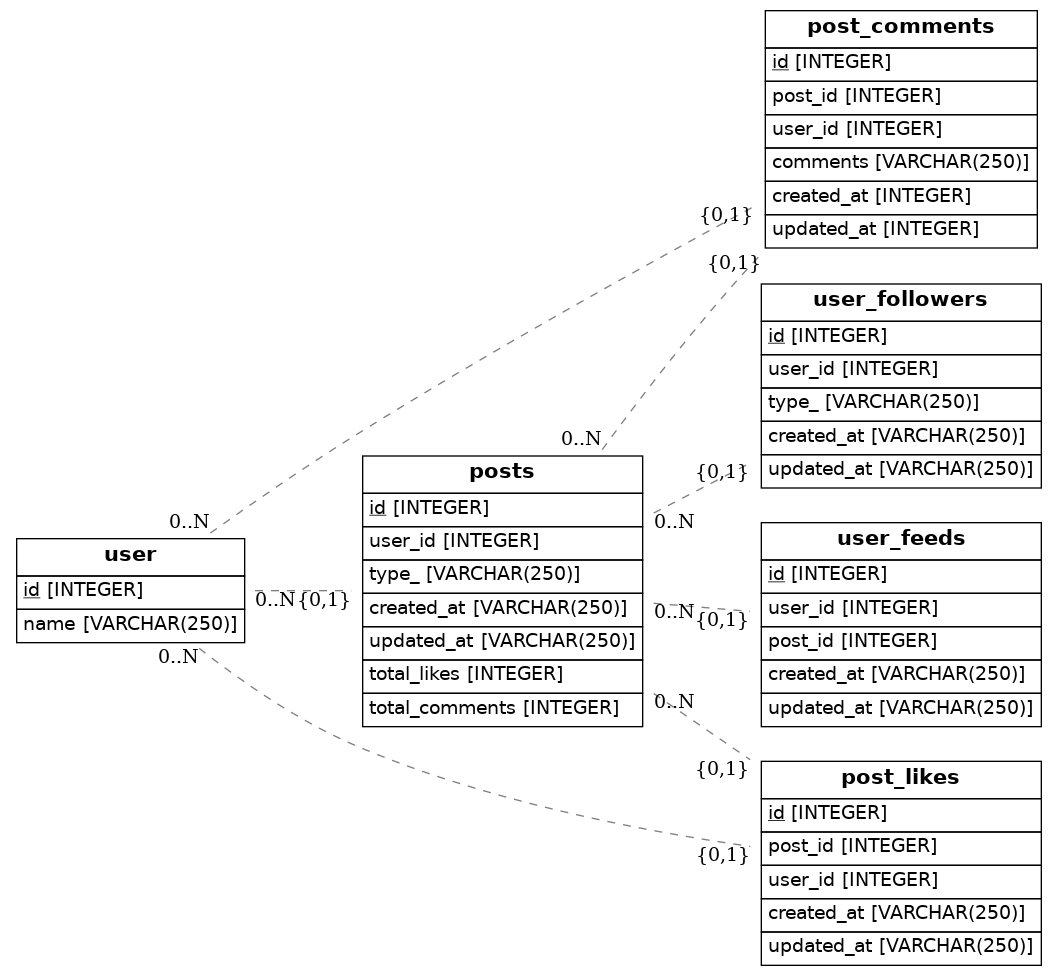 post_comments
id [INTEGER]
post_id [INTEGER]
user_id [INTEGER]
comments [VARCHAR(250)]
created_at [INTEGER]
updated_at [INTEGER]
{0,1}
{0,1}
0..N
0..N
user_followers
id [INTEGER]
user_id [INTEGER]
type_ [VARCHAR(250)]
created_at [VARCHAR(250)]
updated_at [VARCHAR(250)]
user
id [INTEGER]
name [VARCHAR(250)]
0..N
{0,1}
0..N
posts
id [INTEGER]
user_id [INTEGER]
type_ [VARCHAR(250)]
created_at [VARCHAR(250)]
updated_at [VARCHAR(250)]
total_likes [INTEGER]
total_comments [INTEGER]
{0,1}
0..N
0..N
{0,1}
0..N
{0,1}
{0,1}
user_feeds
id [INTEGER]
user_id [INTEGER]
post_id [INTEGER]
created_at [VARCHAR(250)]
updated_at [VARCHAR(250)]
post_likes
id [INTEGER]
post_id [INTEGER]
user_id [INTEGER]
created_at [VARCHAR(250)]
updated_at [VARCHAR(250)]